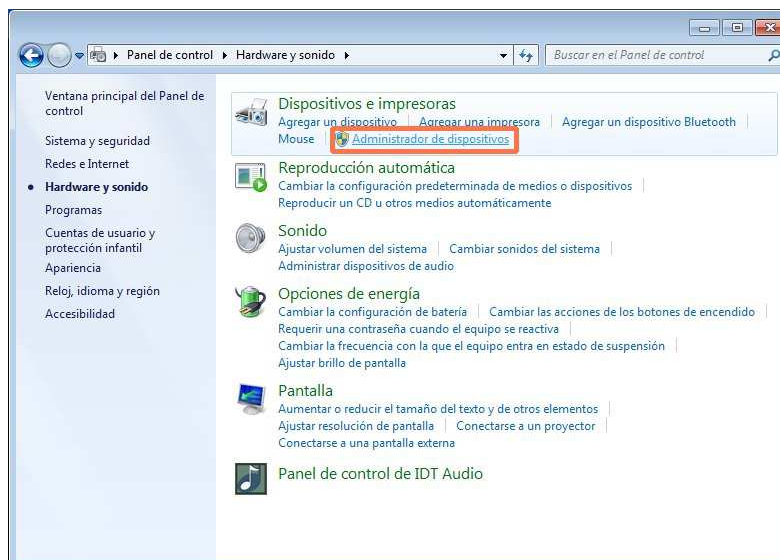 Panel de control Hardware y sonido
Buscar en el Panel de control
Ventana principal del Panel de
control
Sistema y seguridad
Redes e Internet
Hardware y sonido
Programas
Cuentas de usuario y
protección infantil
Apariencia
Reloj, idioma y región
Accesibilidad
Dispositivos e impresoras
Agregar un dispositivo Agregar una impresora Agregar un dispositivo Bluetooth
Mouse Administrador de dispositivos
Reproducción automática
Cambiar la configuración predeterminada de medios o dispositivos
Reproducir un CD u otros medios automáticamente
Sonido
Ajustar volumen del sistema Cambiar sonidos del sistema
Administrar dispositivos de audio
Opciones de energía
Cambiar la configuración de batería Cambiar las acciones de los botones de encendido
Requerir una contraseña cuando el equipo se reactiva
Cambiar la frecuencia con la que el equipo entra en estado de suspensión
Ajustar brillo de pantalla
Pantalla
Aumentar o reducir el tamaño del texto y de otros elementos
Ajustar resolución de pantalla Conectarse a un proyector
Conectarse a una pantalla externa
Panel de control de IDT Audio